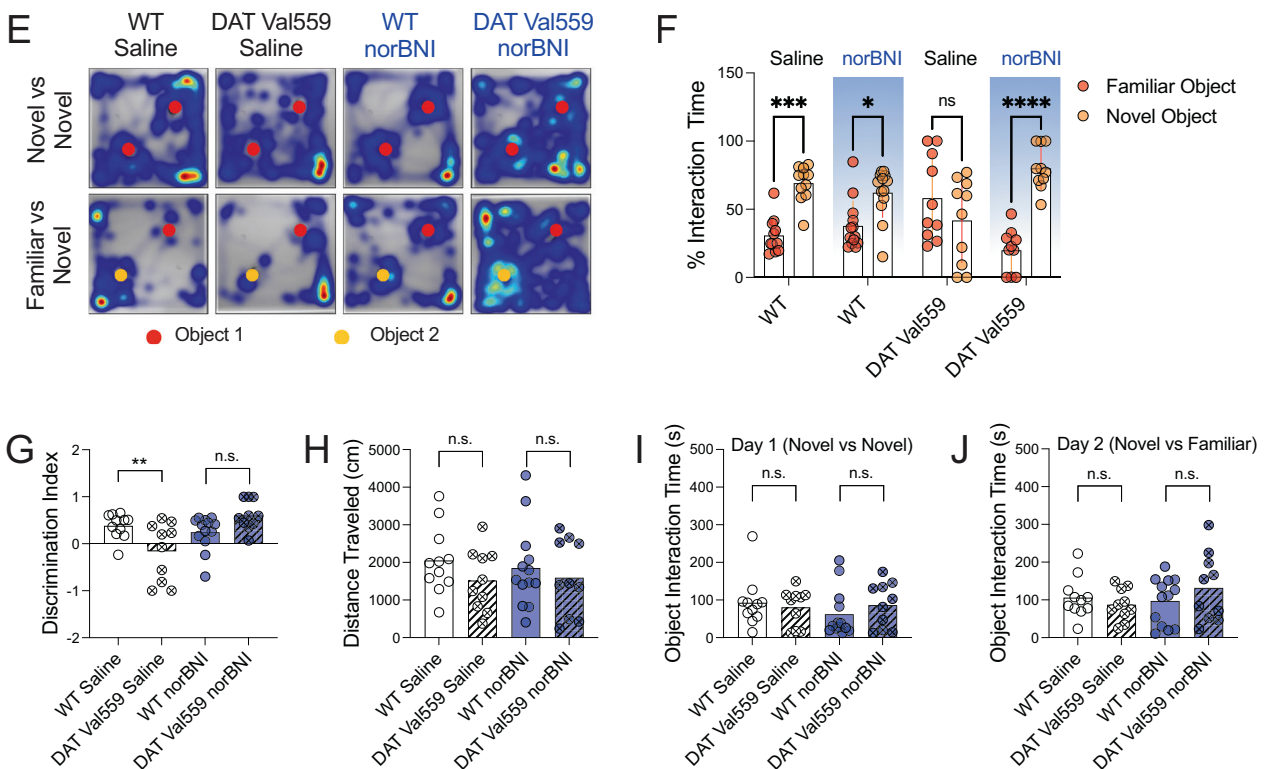 E
WT
Saline
DAT Val559
Saline
WT
norBNI
DAT Val559
norBNI
Novel vs
Novel
Familiar vs
Novel
Object 1
Object 2
F
Saline
norBNI
Saline
norBNI
% Interaction Time
150
100
50
0
***
*
ns
****
WT
WT
DAT Val559
DAT Val559
Familiar Object
Novel Object
G
Discrimination Index
2
1
0
-1
-2
**
n.s.
WT Saline
DAT Val559 Saline
WT norBNI
DAT Val559 norBNI
H
Distance Traveled (cm)
5000
4000
3000
2000
1000
0
n.s.
n.s.
WT Saline
DAT Val559 Saline
WT norBNI
DAT Val559 norBNI
I
Day 1 (Novel vs Novel)
Object Interaction Time (s)
500
400
300
200
100
0
n.s.
n.s.
WT Saline
DAT Val559 Saline
WT norBNI
DAT Val559 norBNI
J
Day 2 (Novel vs Familiar)
Object Interaction Time (s)
500
400
300
200
100
0
n.s.
n.s.
WT Saline
DAT Val559 Saline
WT norBNI
DAT Val559 norBNI